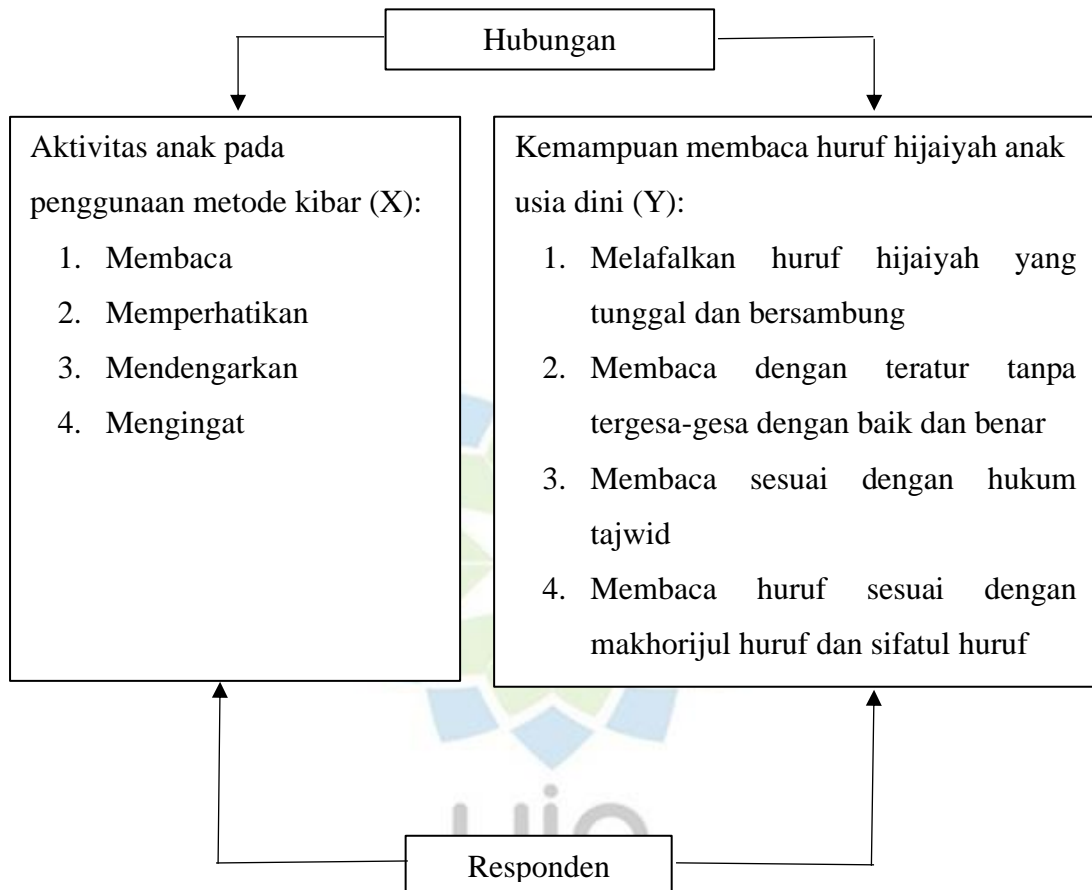 Hubungan
Aktivitas anak pada
penggunaan metode kibar (X):
1. Membaca
2. Memperhatikan
3. Mendengarkan
4. Mengingat
Kemampuan membaca huruf hijaiyah anak
usia dini (Y):
1. Melafalkan huruf hijaiyah yang
tunggal dan bersambung
2. Membaca dengan teratur tanpa
tergesa-gesa dengan baik dan benar
3. Membaca sesuai dengan hukum
tajwid
4. Membaca huruf sesuai dengan
makhorijul huruf dan sifatul huruf
uin
Responden